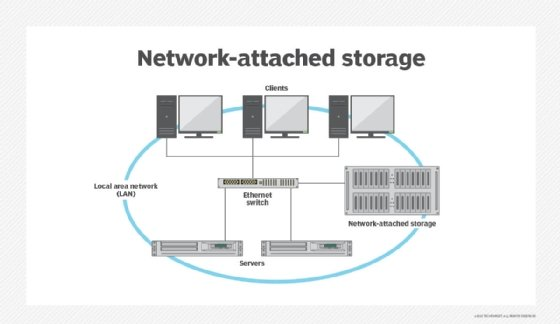 Network-attached storage
Clients
Local area network
(LAN)
Ethernet
switch
Network-attached storage
Servers